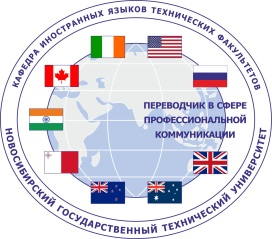 КАФЕДРА ИНОСТРАННЫХ ЯЗЫКОВ ТЕХНИЧЕСКИХ ФАКУЛЬТЕТОВ
ПЕРЕВОДЧИК В СФЕРЕ
ПРОФЕССИОНАЛЬНОЙ
КОММУНИКАЦИИ
НОВОСИБИРСКИЙ ГОСУДАРСТВЕННЫЙ ТЕХНИЧЕСКИЙ УНИВЕРСИТЕТ